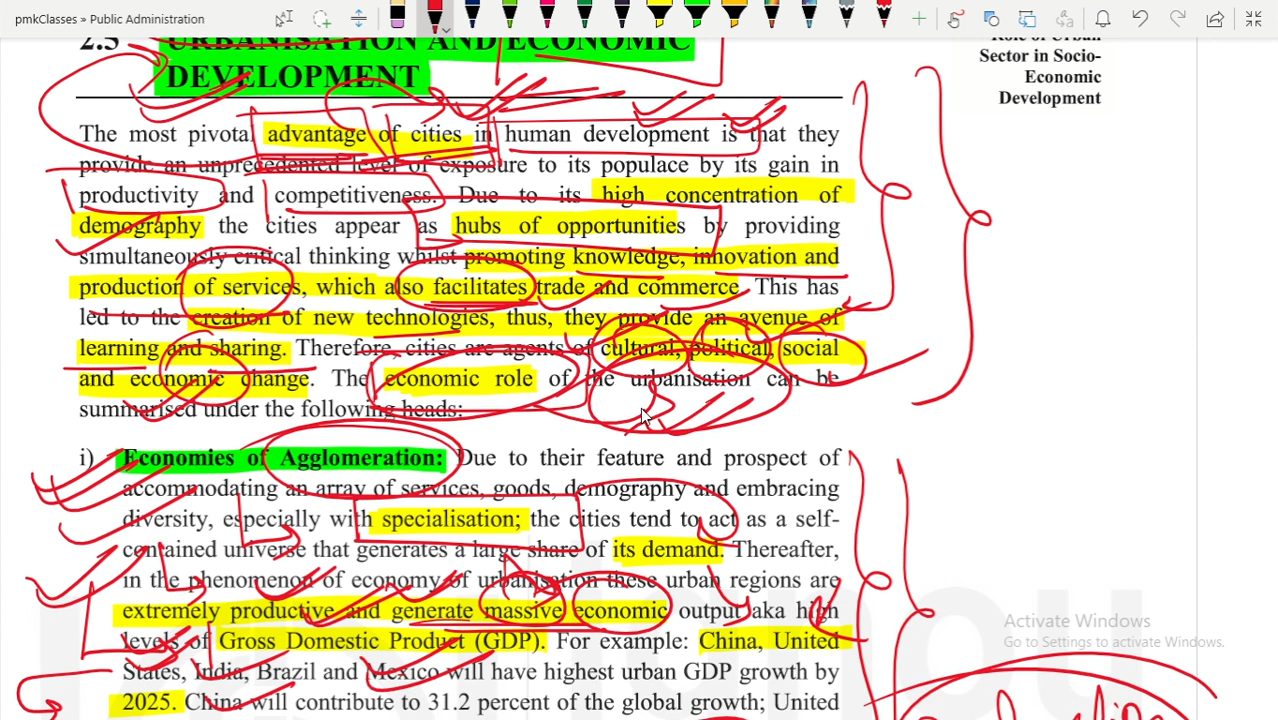 pmkClasses » Public Administration
2.5 URBANISATION AND ECONOMIC
DEVELOPMENT
Role of Urban
Sector in Socio-
Economic
Development
The most pivotal advantage of cities in human development is that they
provide an unprecedented level of exposure to its populace by its gain in
productivity and competitiveness. Due to its high concentration of
demography the cities appear as hubs of opportunities by providing
simultaneously critical thinking whilst promoting knowledge, innovation and
production of services, which also facilitates trade and commerce. This has
led to the creation of new technologies, thus, they provide an avenue of
learning and sharing. Therefore, cities are agents of cultural, political, social
and economic change. The economic role of the urbanisation can be
summarised under the following heads:
i) Economies of Agglomeration: Due to their feature and prospect of
accommodating an array of services, goods, demography and embracing
diversity, especially with specialisation; the cities tend to act as a self-
contained universe that generates a large share of its demand. Thereafter,
in the phenomenon of economy of urbanisation these urban regions are
extremely productive and generate massive economic output aka high
levels of Gross Domestic Product (GDP). For example: China, United
States, India, Brazil and Mexico will have highest urban GDP growth by
2025. China will contribute to 31.2 percent of the global growth; United
Activate Windows
Go to Settings to activate Windows.